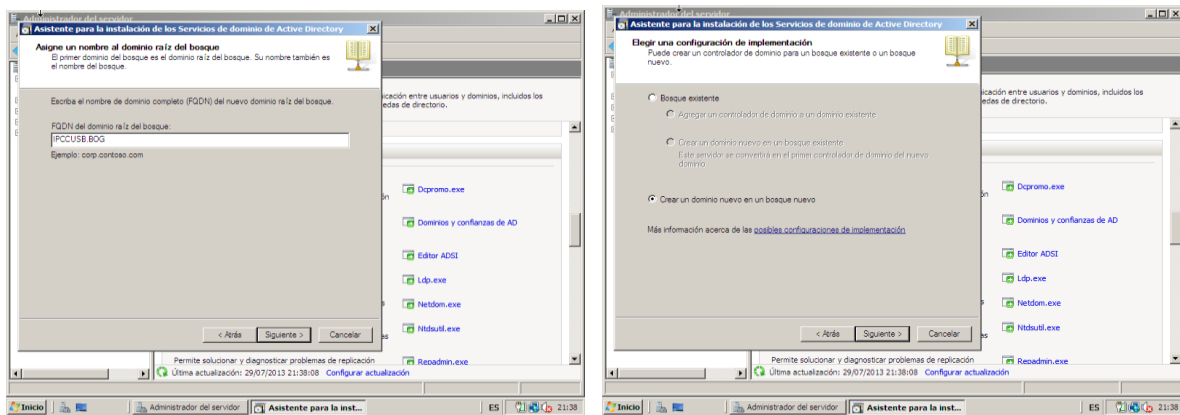 Administrador del servidor
Asistente para la instalación de los Servicios de dominio de Active Directory
Asigne un nombre al dominio raíz del bosque
El primer dominio del bosque es el dominio raíz del bosque. Su nombre también es
el nombre del bosque.
Escriba el nombre de dominio completo (FQDN) del nuevo dominio raíz del bosque.
FQDN del dominio raíz del bosque:
IPCCUSB.BOG
Ejemplo: corp.contoso.com
< Atrás
Siguiente >
Cancelar
icación entre usuarios y dominios, incluidos los
edas de directorio.
Dcpromo.exe
ón
Dominios y confianzas de AD
Editor ADSI
Ldp.exe
s
Netdom.exe
Ntdsutil.exe
as
Permite solucionar y diagnosticar problemas de replicación
Repadmin.exe
Última actualización: 29/07/2013 21:38:08 Configurar actualización
Inicio
Administrador del servidor
Asistente para la inst...
ES
21:38
Administrador del servidor
Asistente para la instalación de los Servicios de dominio de Active Directory
Elegir una configuración de implementación
Puede crear un controlador de dominio para un bosque existente o un bosque
nuevo.
Bosque existente
Agregar un controlador de dominio a un dominio existente
Crear un dominio nuevo en un bosque existente
Este servidor se convertirá en el primer controlador de dominio del nuevo
dominio.
Crear un dominio nuevo en un bosque nuevo
Más información acerca de las posibles configuraciones de implementación
< Atrás
Siguiente >
Cancelar
icación entre usuarios y dominios, incluidos los
edas de directorio.
Dcpromo.exe
ón
Dominios y confianzas de AD
Editor ADSI
Ldp.exe
s
Netdom.exe
Ntdsutil.exe
as
Permite solucionar y diagnosticar problemas de replicación
Repadmin.exe
Última actualización: 29/07/2013 21:38:08 Configurar actualización
Inicio
Administrador del servidor
Asistente para la inst...
ES
21:38